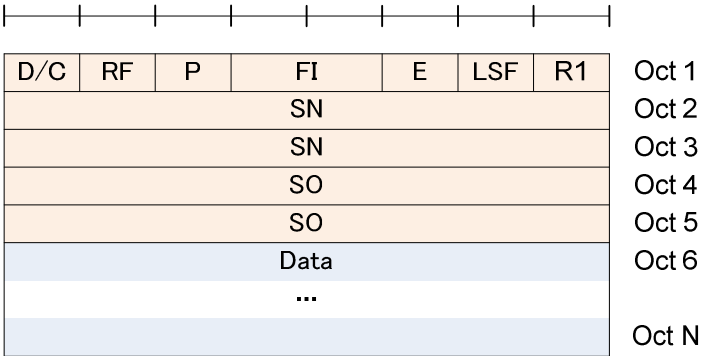 D/C RF P FI E LSF R1 Oct 1
SN Oct 2
SN Oct 3
SO Oct 4
SO Oct 5
Data Oct 6
...
Oct N